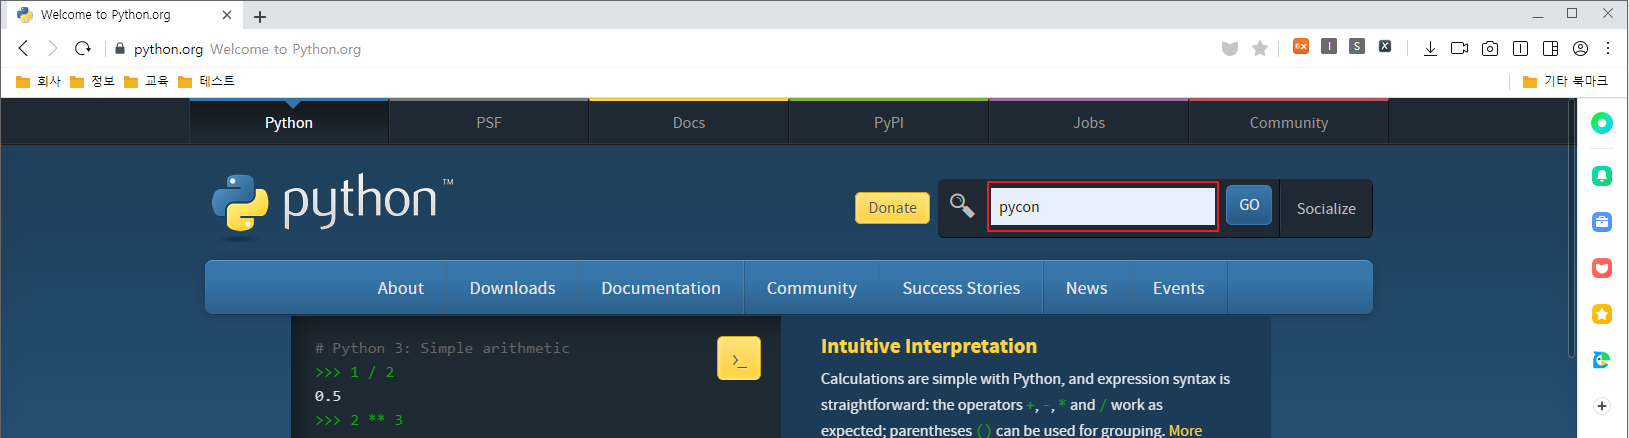 Welcome to Python.org
python.org Welcome to Python.org
회사 정보 교육 테스트 기타 북마크
Python PSF Docs PyPI Jobs Community
python™
Donate pycon GO Socialize
About Downloads Documentation Community Success Stories News Events
# Python 3: Simple arithmetic
>>> 1 / 2
0.5
>>> 2 ** 3
>_
Intuitive Interpretation
Calculations are simple with Python, and expression syntax is
straightforward: the operators +, -, * and / work as
expected; parentheses () can be used for grouping. More